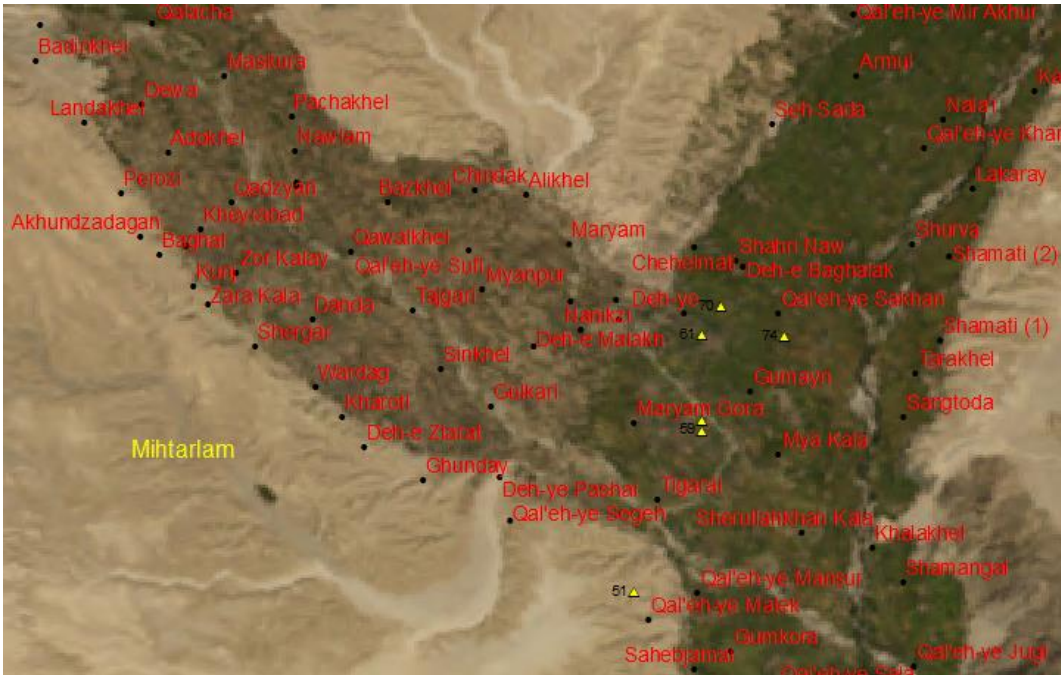 Qalacha
Qal'eh-ye Mir Akhur
Badinkhel
Masikura
Armul
Dewa
Landakhel
Pachakhel
Seh Sada
Nalah
Adokhel
Nawlam
Qal'eh-ye Khan
Perozi
Qadzyan
Bazkhel
Chindak
Alikhel
Lakaray
Akhundzadagan
Kheyrabad
Baghal
Qawalkhel
Maryam
Shahri Naw
Shurva
Kunj
Zor Kalay
Qal'eh-ye Sufi
Myanpur
Chehelmati
Deh-e Baghalak
Shamati (2)
Zara Kala
Danda
Tajgari
Nanikzi
Deh-ye
70
Qal'eh-ye Sakhan
Shergar
Deh-e Malakh
61
74
Shamati (1)
Sinkhel
Tarakhel
Wardag
Gulkari
Gumayn
Kharoti
Maryam Gora
59
Sangtoda
Deh-e Ziarat
Mya Kala
Mihtarlam
Ghunday
Deh-ye Pashai
Tigarai
Qal'eh-ye Sogeh
Sherullahkhan Kala
Khalakhel
Shamangal
51
Qal'eh-ye Mansur
Qal'eh-ye Malek
Gumkora
Sahebjamai
Qal'eh-ye Jugi